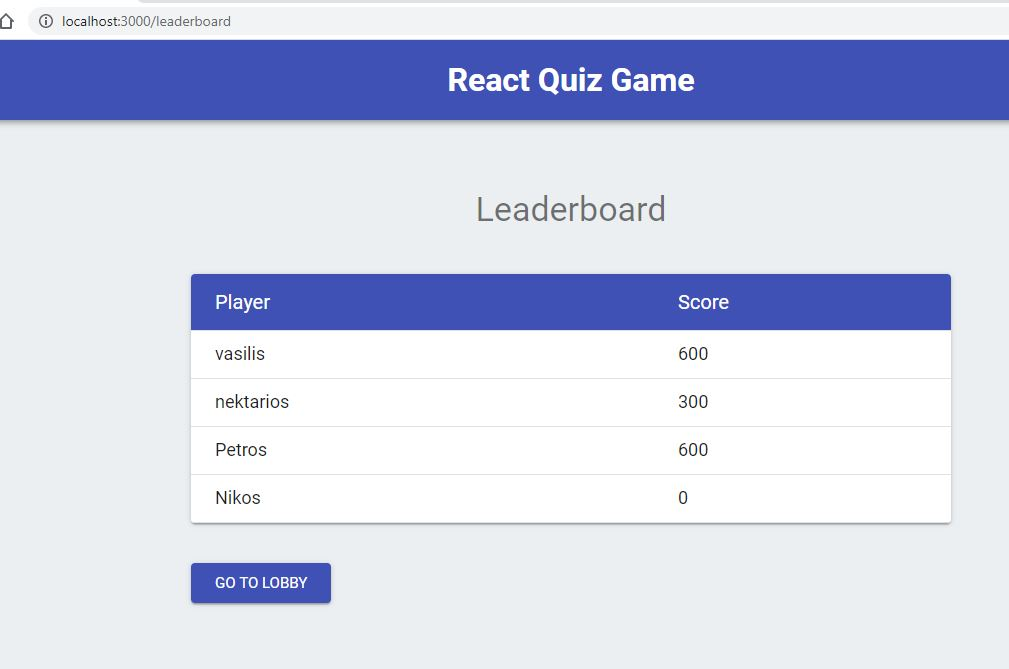 localhost:3000/leaderboard
React Quiz Game
Leaderboard
Player Score
vasilis 600
nektarios 300
Petros 600
Nikos 0
GO TO LOBBY